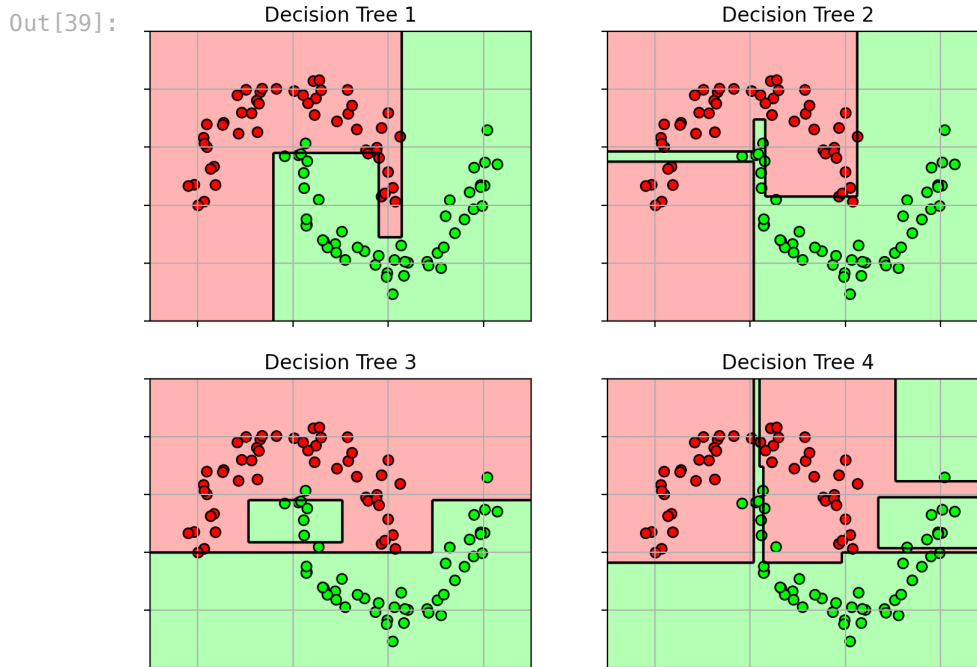 Out[39]:
Decision Tree 1
Decision Tree 2
Decision Tree 3
Decision Tree 4